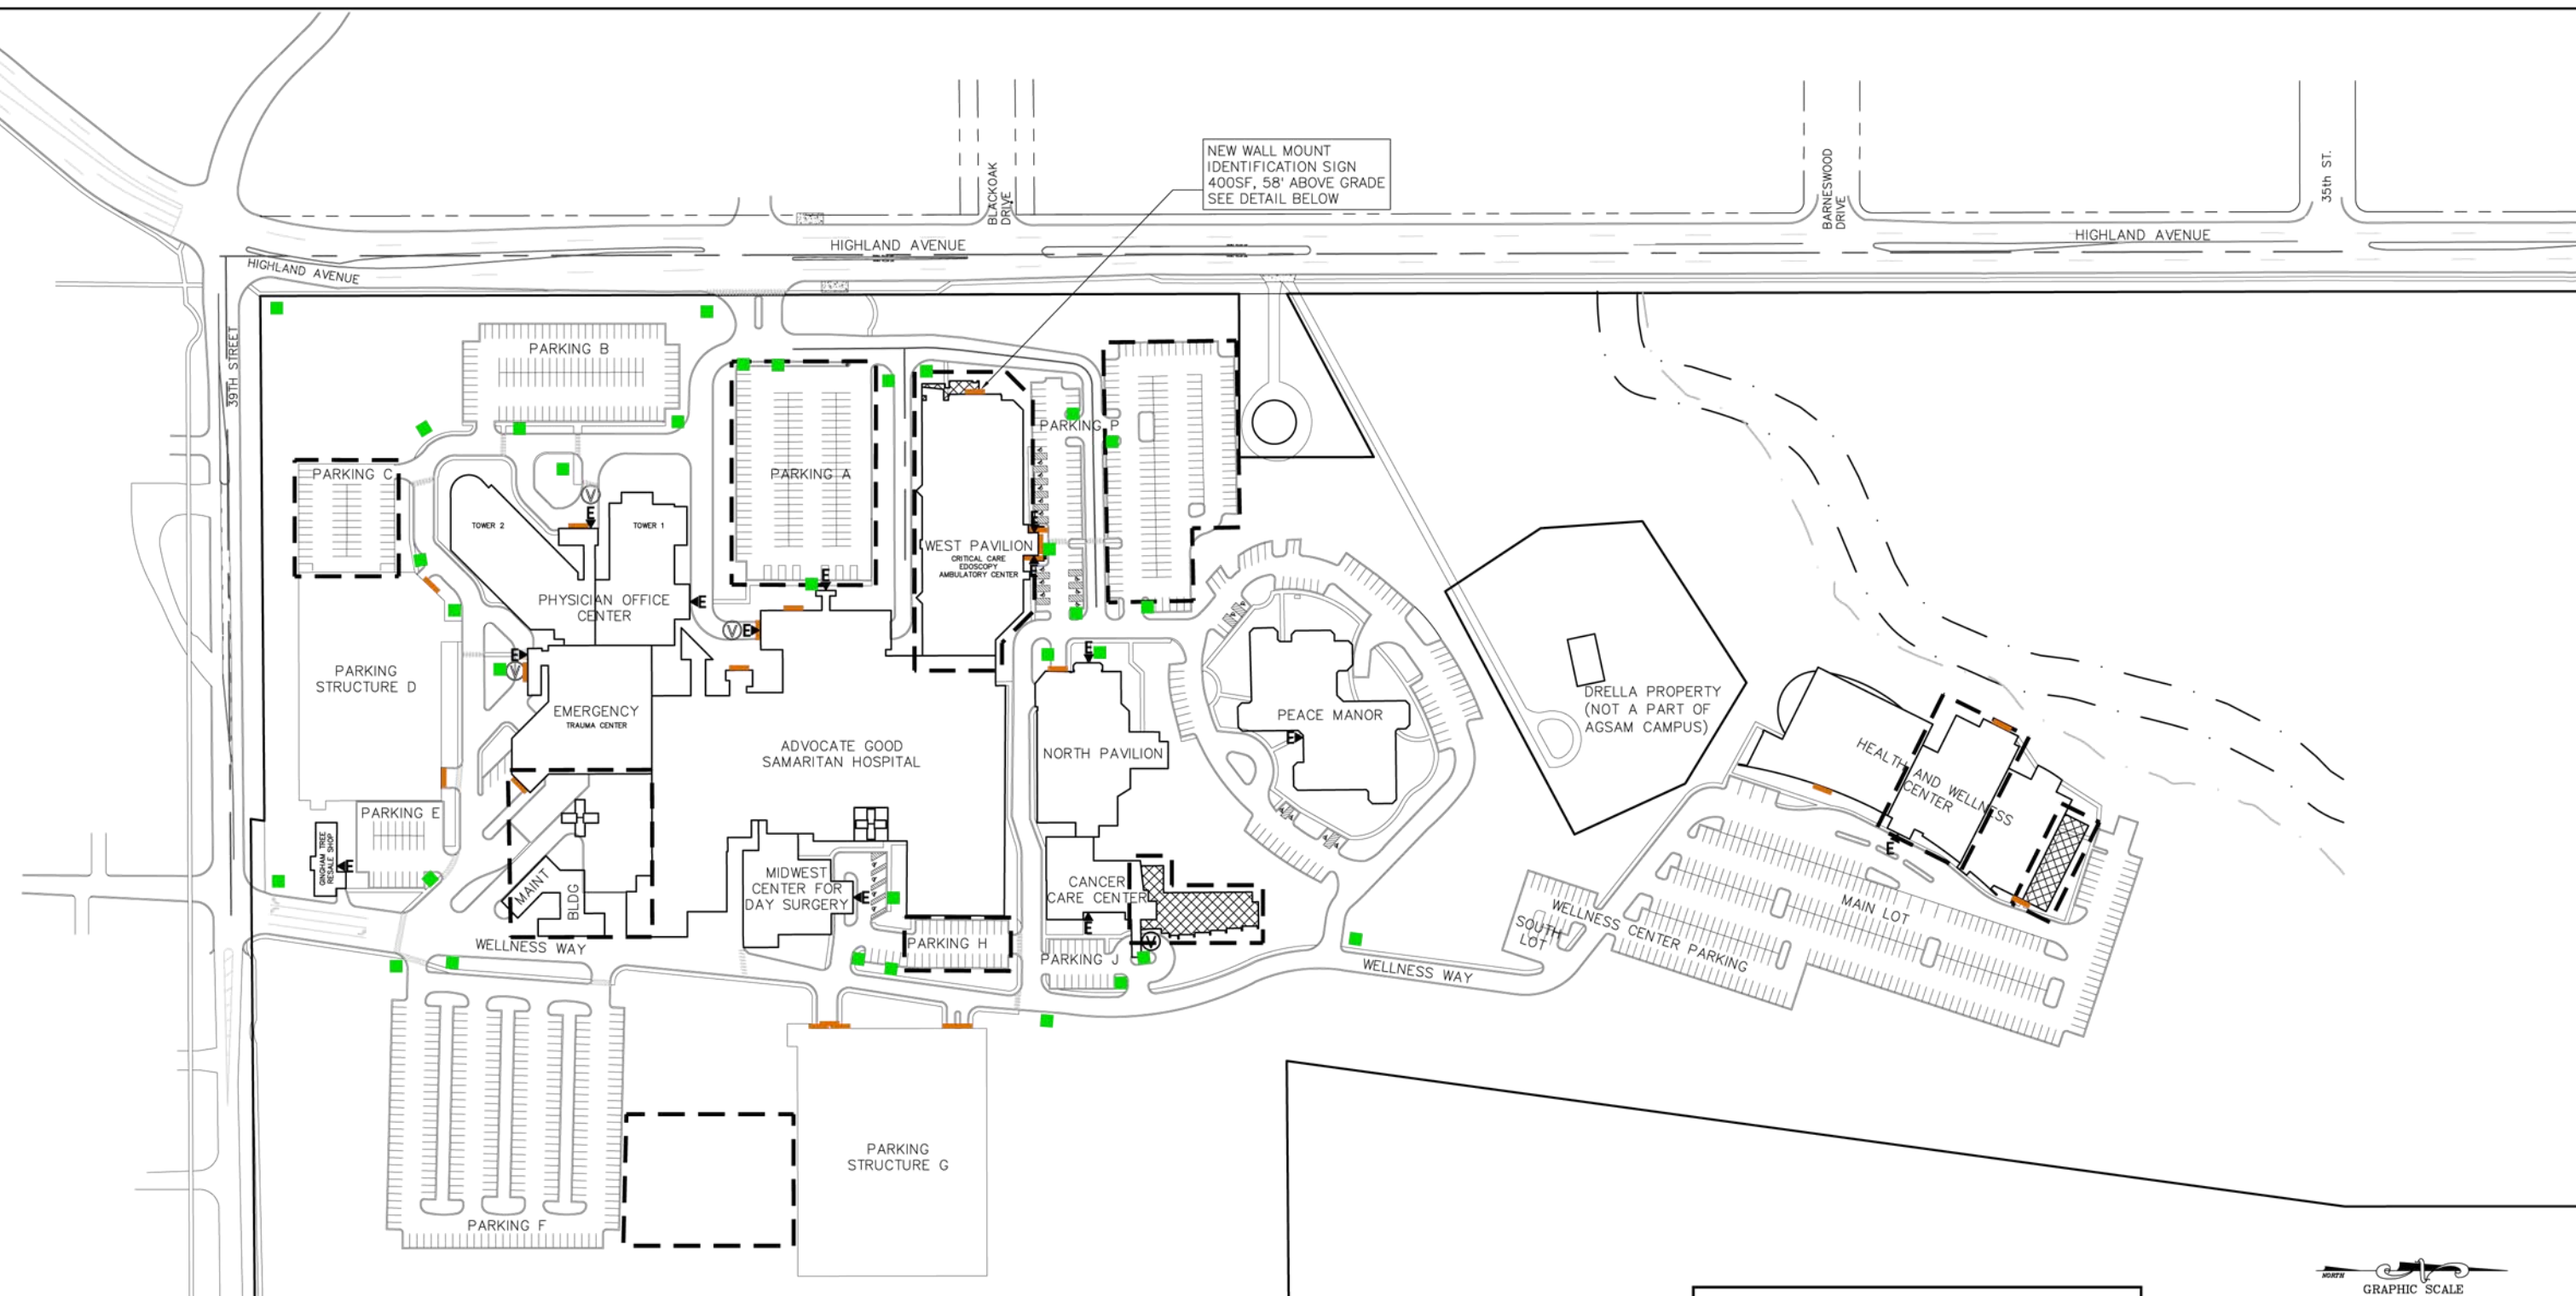 NEW WALL MOUNT
IDENTIFICATION SIGN
400SF, 58' ABOVE GRADE
SEE DETAIL BELOW
BLACKOAK
DRIVE
BARNESWOOD
DRIVE
35th ST.
HIGHLAND AVENUE
HIGHLAND AVENUE
HIGHLAND AVENUE
39TH STREET
PARKING B
PARKING C
PARKING A
PARKING P
TOWER 2
TOWER 1
V
E
E
WEST PAVILION
CRITICAL CARE
EDOSCOPY
AMBULATORY CENTER
E
E
PHYSICIAN OFFICE
CENTER
E
V
E
E
V
E
PARKING
STRUCTURE D
EMERGENCY
TRAUMA CENTER
ADVOCATE GOOD
SAMARITAN HOSPITAL
NORTH PAVILION
PEACE MANOR
E
DRELLA PROPERTY
(NOT A PART OF
AGSAM CAMPUS)
HEALTH AND WELLNESS
CENTER
E
PARKING E
GINGHAM TREE
RESALE SHOP
E
MAINT
BLDG
MIDWEST
CENTER FOR
DAY SURGERY
E
CANCER
CARE CENTER
E
V
PARKING H
PARKING J
WELLNESS WAY
WELLNESS WAY
SOUTH
LOT
WELLNESS CENTER PARKING
MAIN LOT
PARKING F
PARKING
STRUCTURE G
NORTH
GRAPHIC SCALE